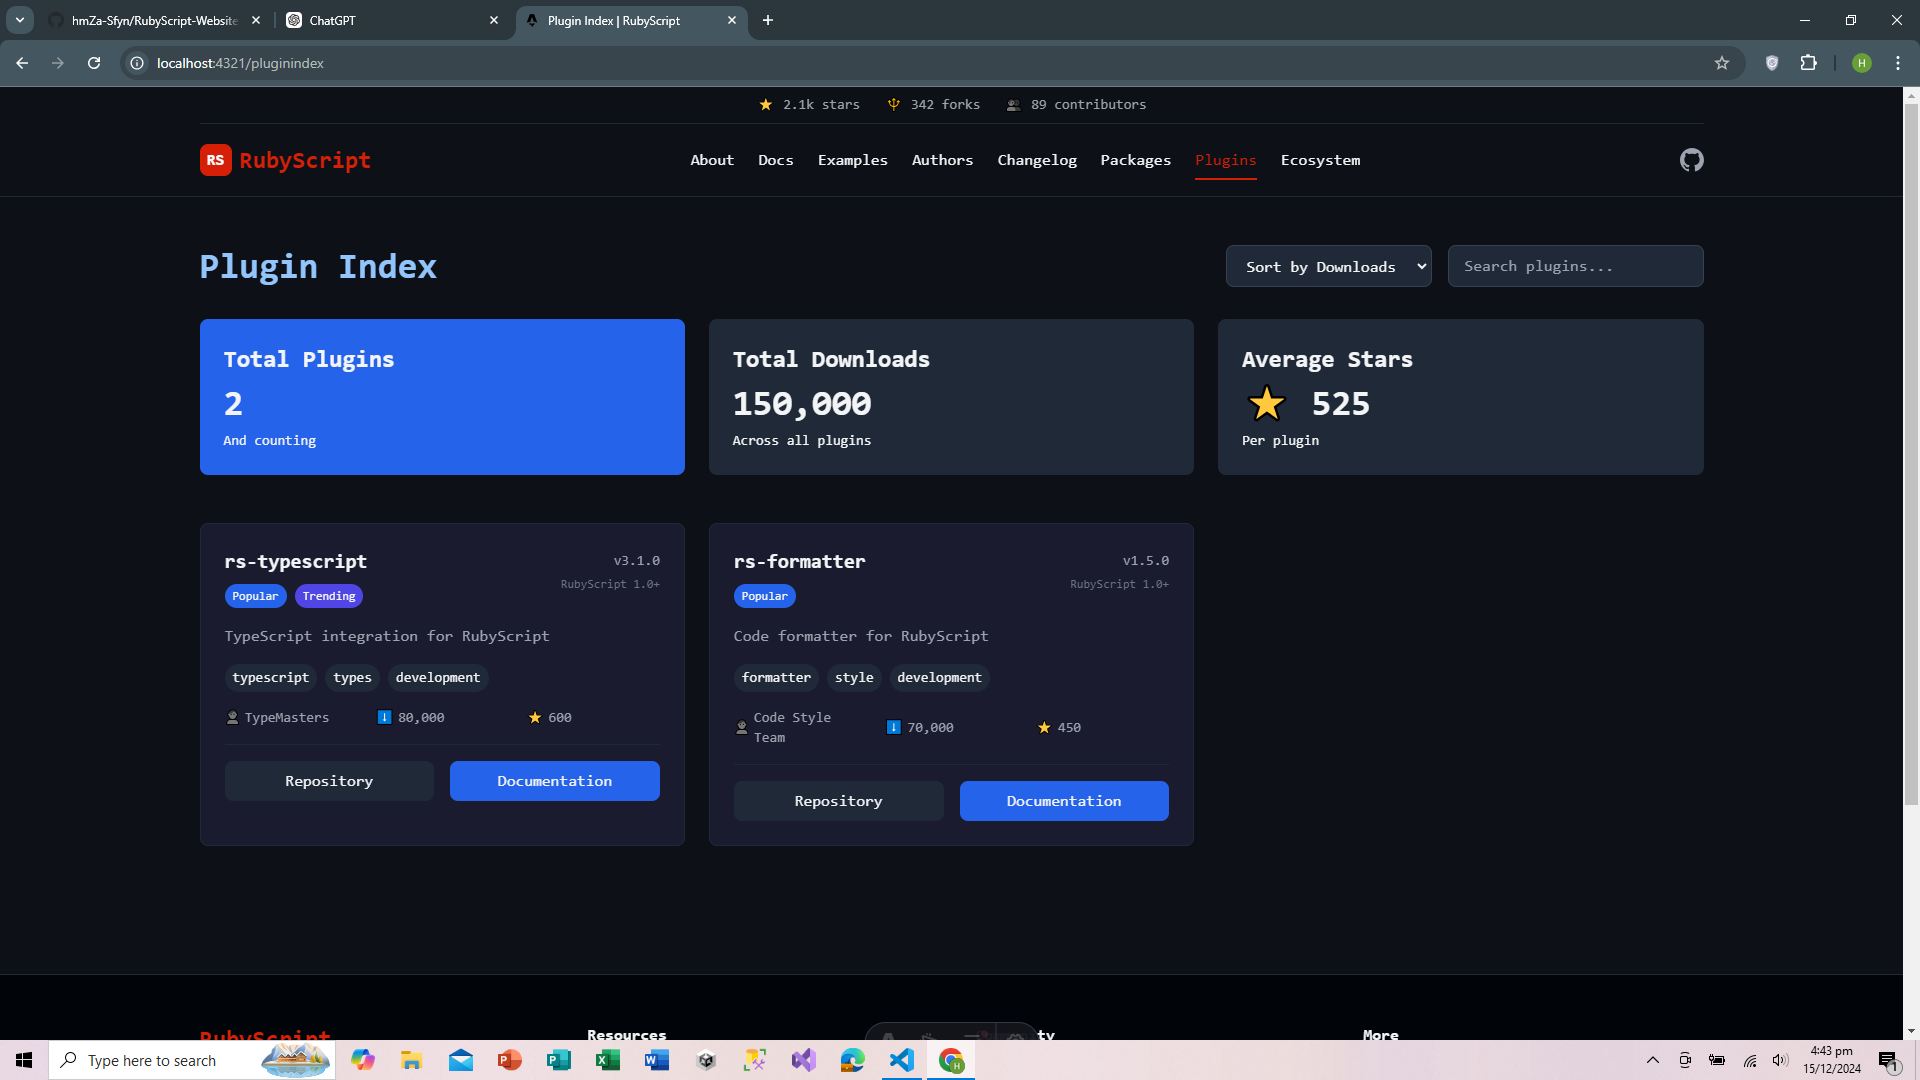 hmZa-Sfyn/RubyScript-Website
ChatGPT
Plugin Index | RubyScript
localhost:4321/pluginindex
H
2.1k stars
342 forks
89 contributors
RS RubyScript
About
Docs
Examples
Authors
Changelog
Packages
Plugins
Ecosystem
Plugin Index
Sort by Downloads
Search plugins...
Total Plugins
2
And counting
Total Downloads
150,000
Across all plugins
Average Stars
525
Per plugin
rs-typescript
v3.1.0
RubyScript 1.0+
Popular
Trending
TypeScript integration for RubyScript
typescript
types
development
TypeMasters
80,000
600
Repository
Documentation
rs-formatter
v1.5.0
RubyScript 1.0+
Popular
Code formatter for RubyScript
formatter
style
development
Code Style
Team
70,000
450
Repository
Documentation
RubyScript
Resources
ty
More
Type here to search
4:43 pm
15/12/2024
1